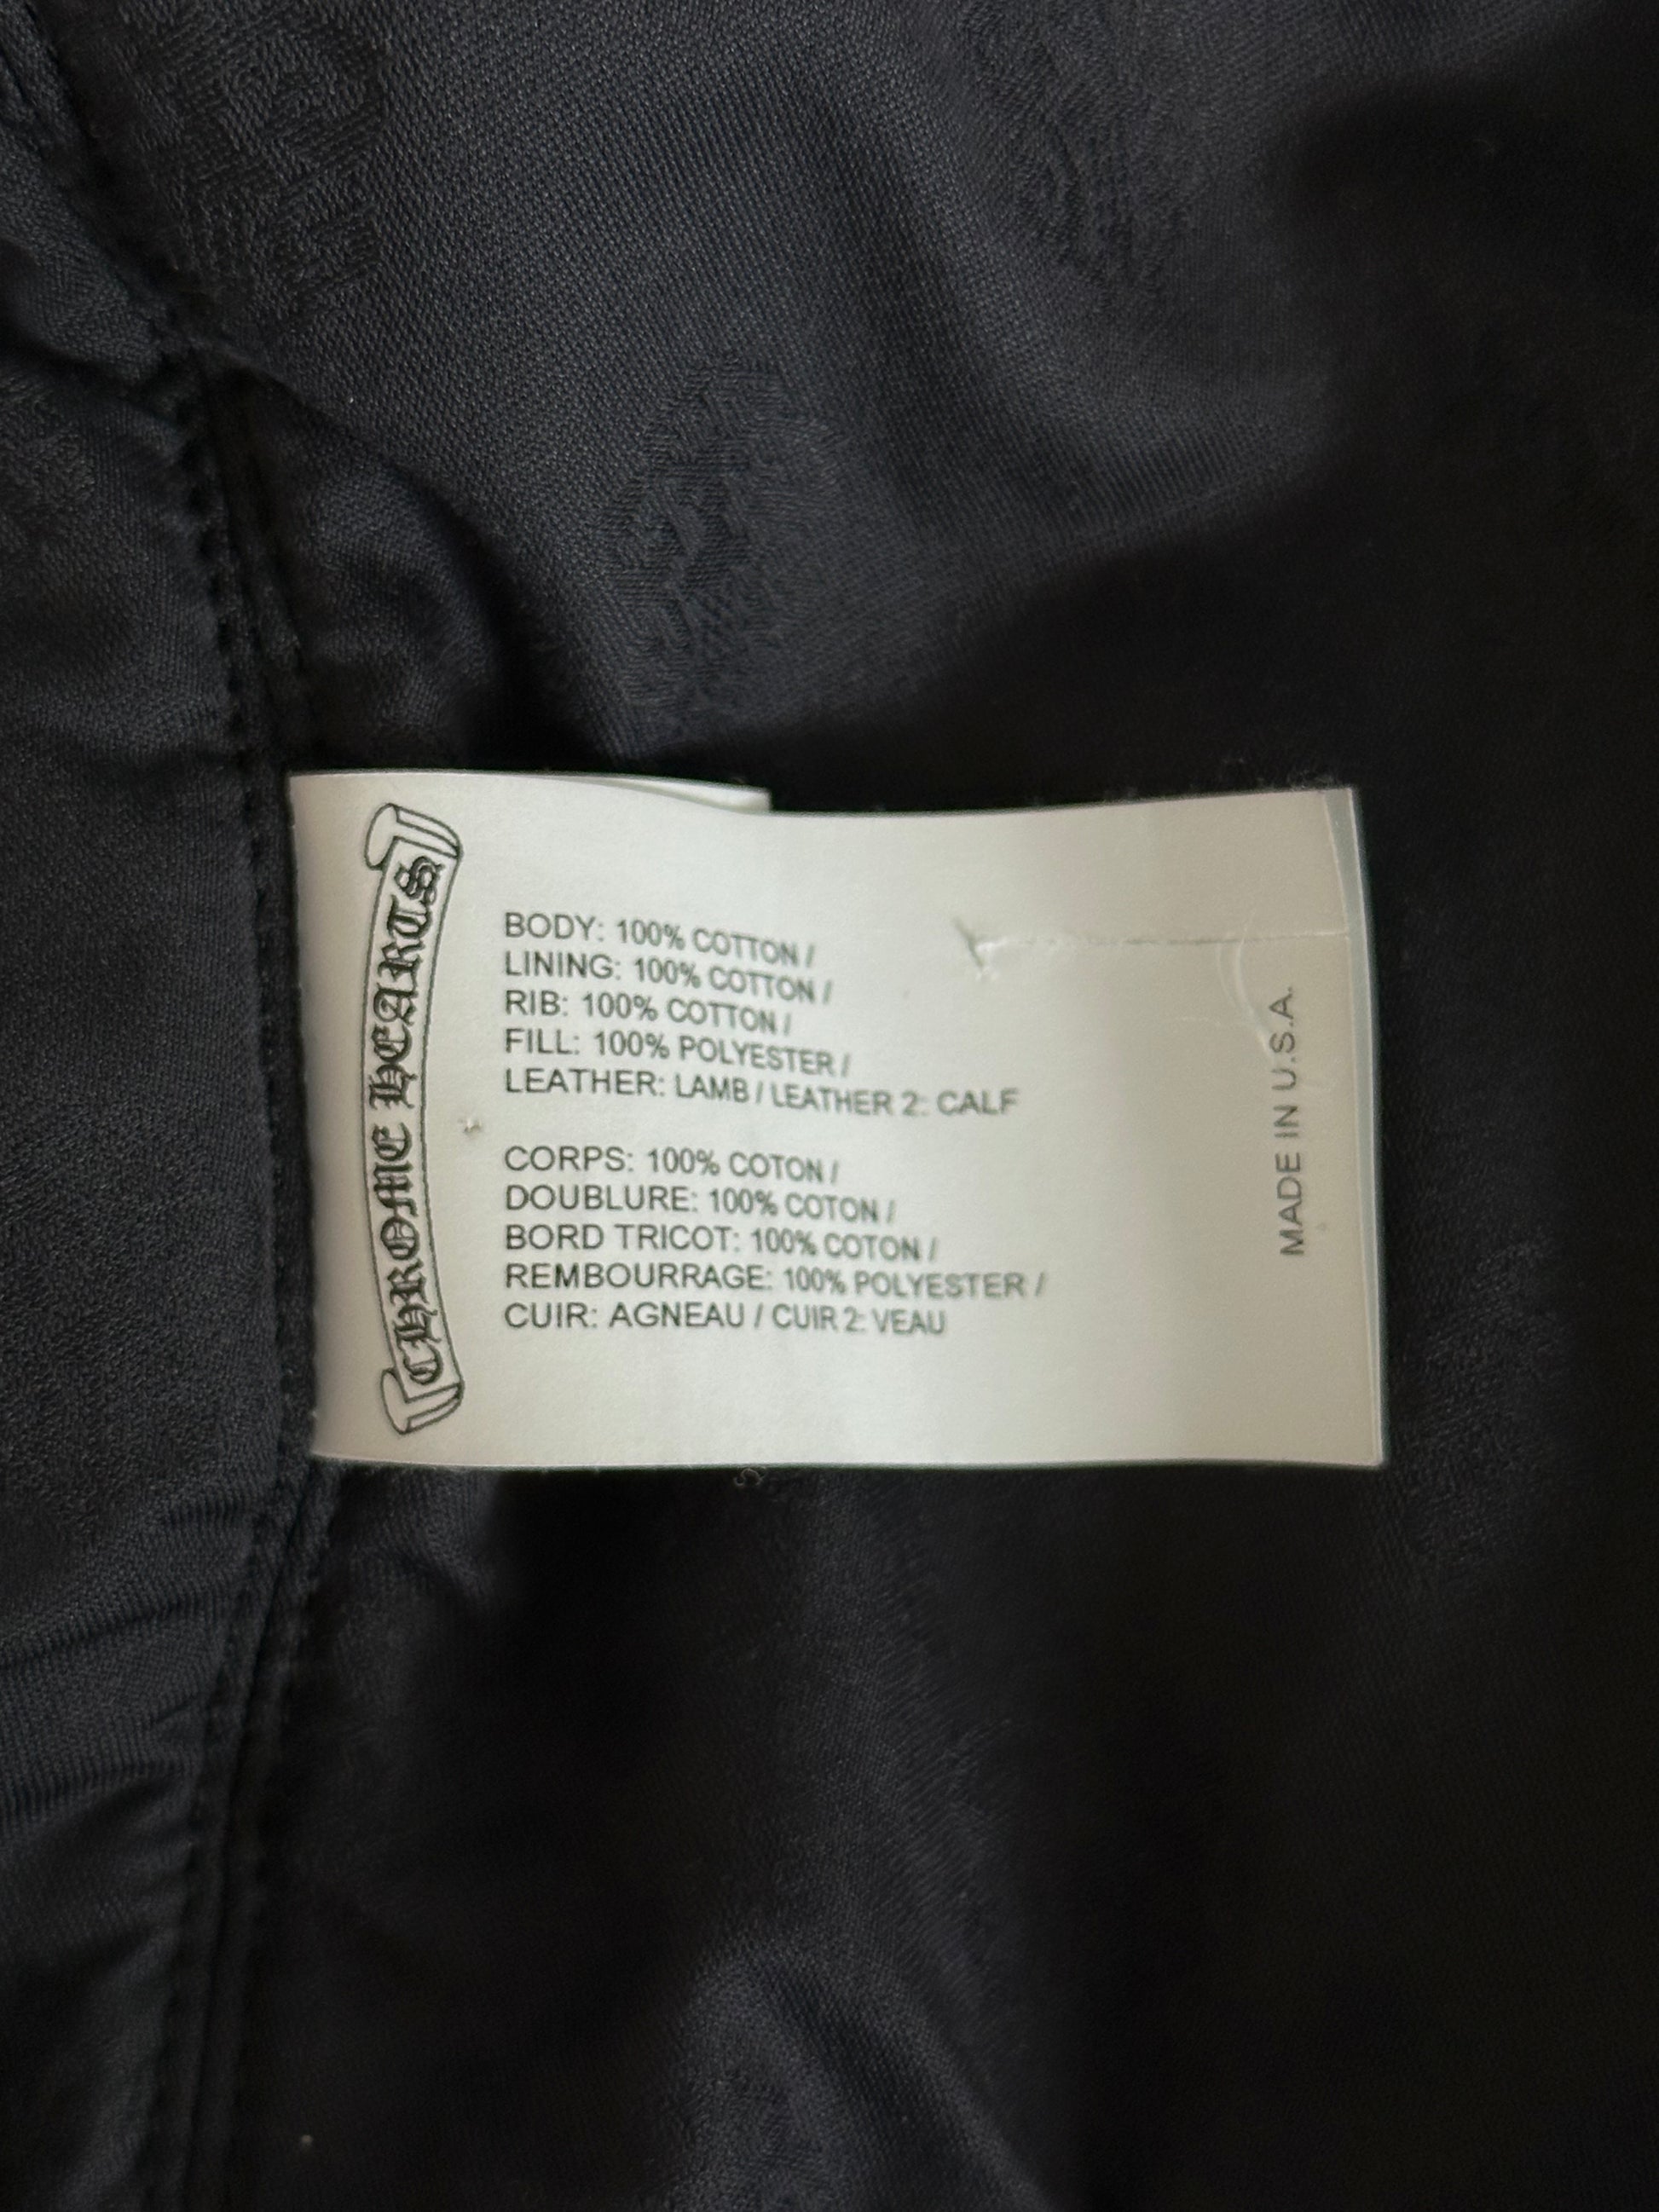 CHROME HEARTS
BODY: 100% COTTON /
LINING: 100% COTTON /
RIB: 100% COTTON /
FILL: 100% POLYESTER /
LEATHER: LAMB / LEATHER 2: CALF
CORPS: 100% COTON /
DOUBLURE: 100% COTON /
BORD TRICOT: 100% COTON /
REMBOURRAGE: 100% POLYESTER /
CUIR: AGNEAU / CUIR 2: VEAU
MADE IN U.S.A.